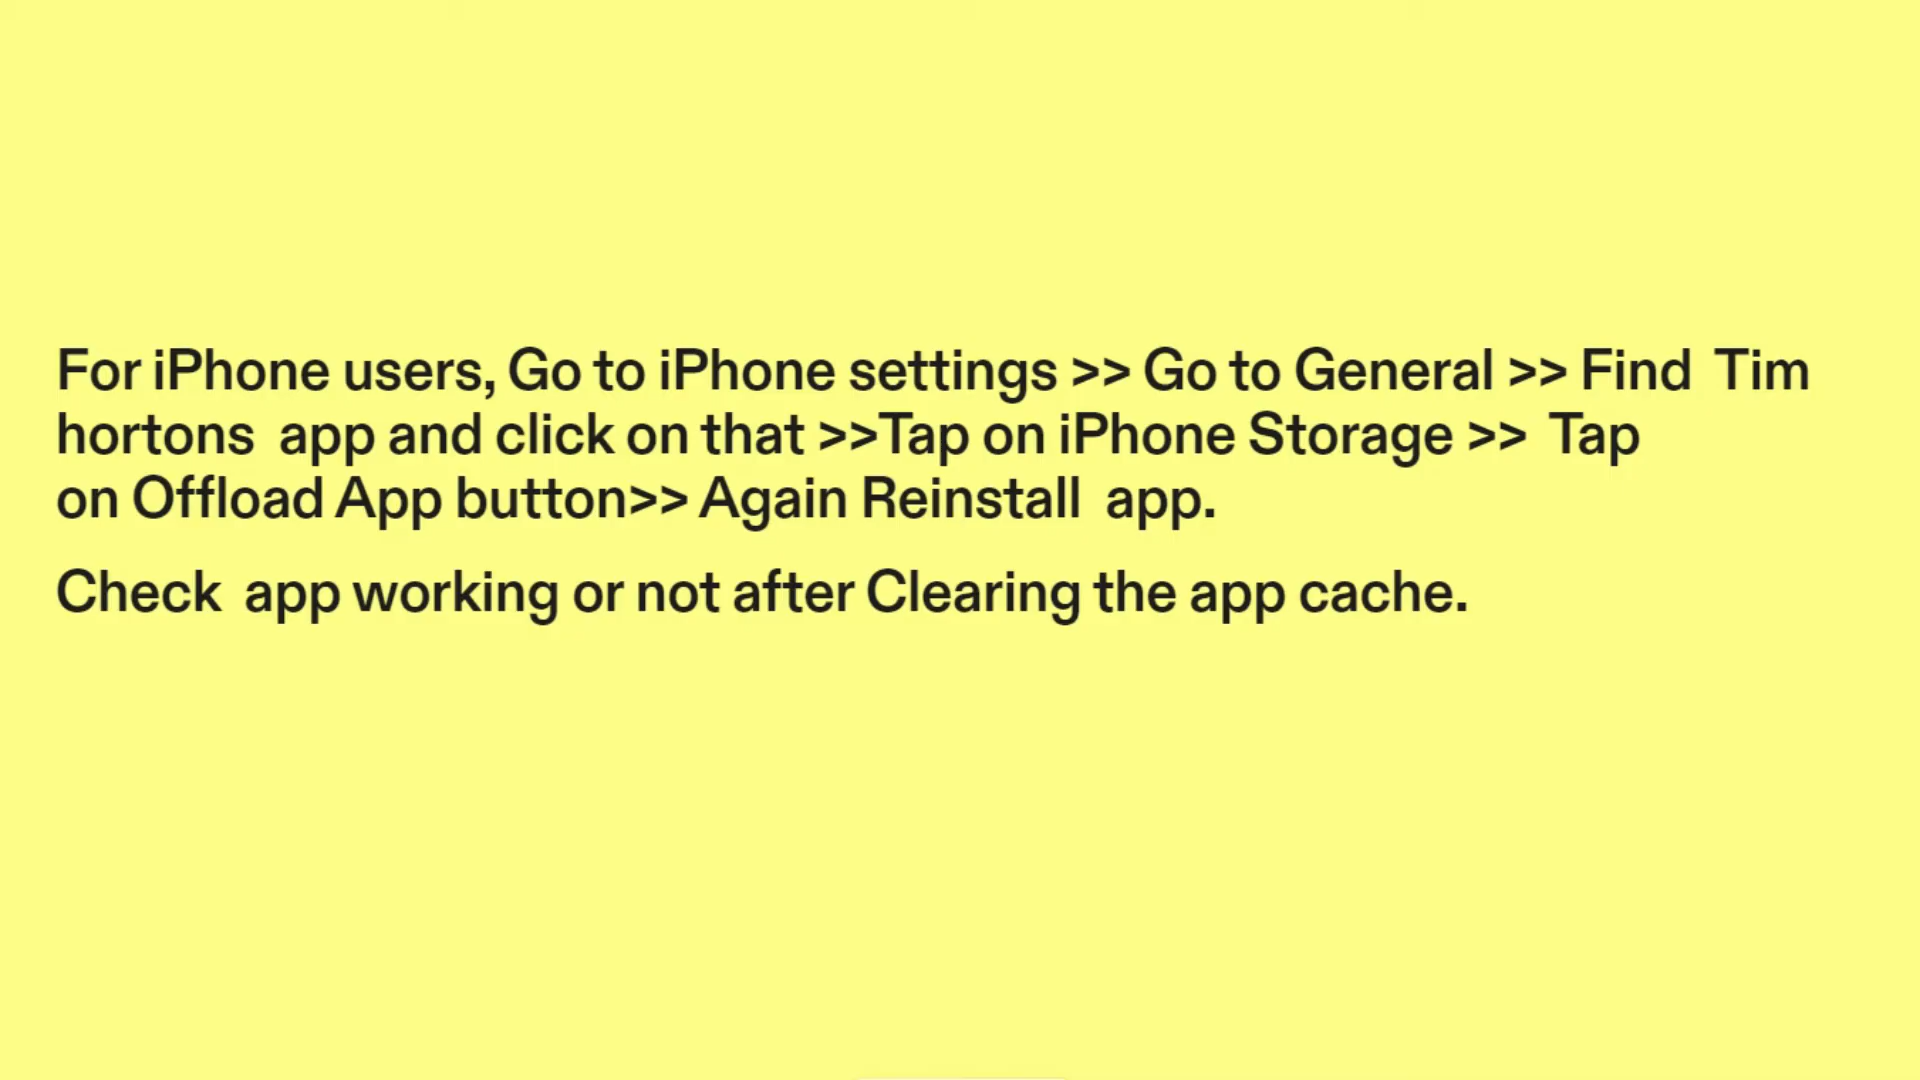 For iPhone users, Go to iPhone settings >> Go to General >> Find  Tim
hortons  app and click on that >>Tap on iPhone Storage >>  Tap
on Offload App button>> Again Reinstall  app.
Check  app working or not after Clearing the app cache.